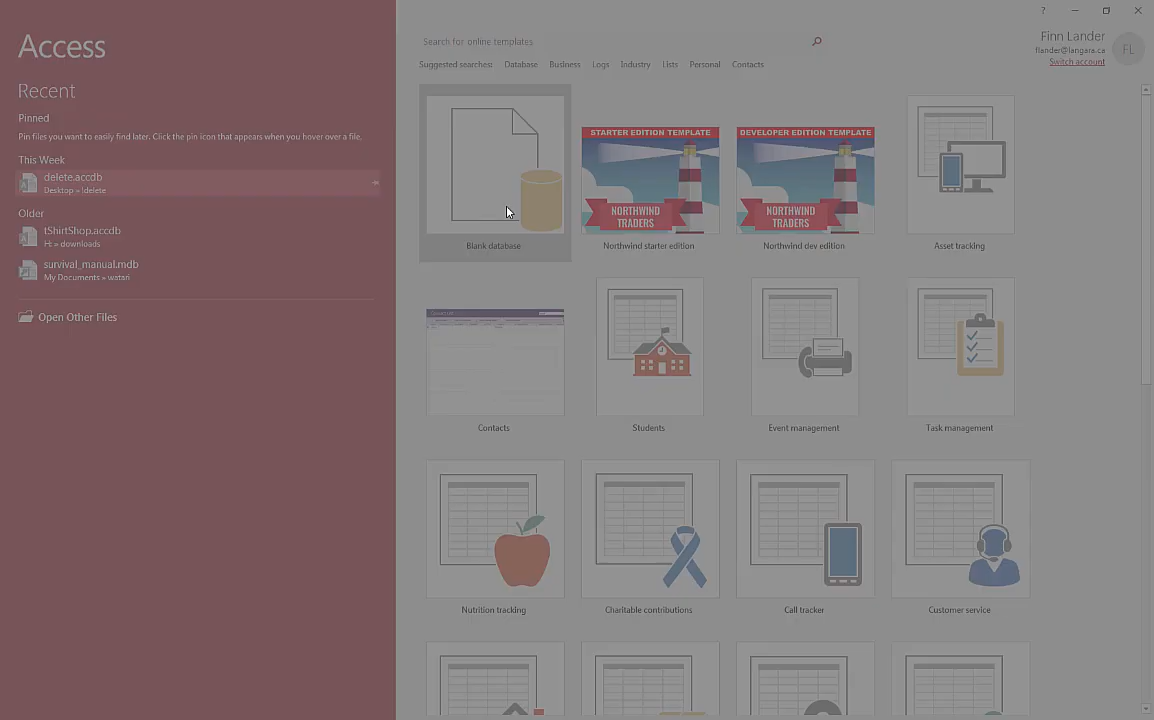 ?
Access
Recent
Pinned
Pin files you want to easily find later. Click the pin icon that appears when you hover over a file.
This Week
delete.accdb
Desktop » \delete
Older
tShirtShop.accdb
H: » downloads
survival_manual.mdb
My Documents » watari
Open Other Files
Search for online templates
Finn Lander
flander@langara.ca
Switch account
FL
Suggested searches: Database Business Logs Industry Lists Personal Contacts
Blank database
STARTER EDITION TEMPLATE
NORTHWIND
TRADERS
Northwind starter edition
DEVELOPER EDITION TEMPLATE
NORTHWIND
TRADERS
Northwind dev edition
Asset tracking
Contacts
Students
Event management
Task management
Nutrition tracking
Charitable contributions
Call tracker
Customer service